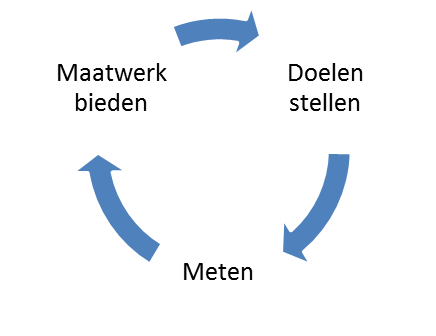 Maatwerk
bieden
Doelen
stellen
Meten